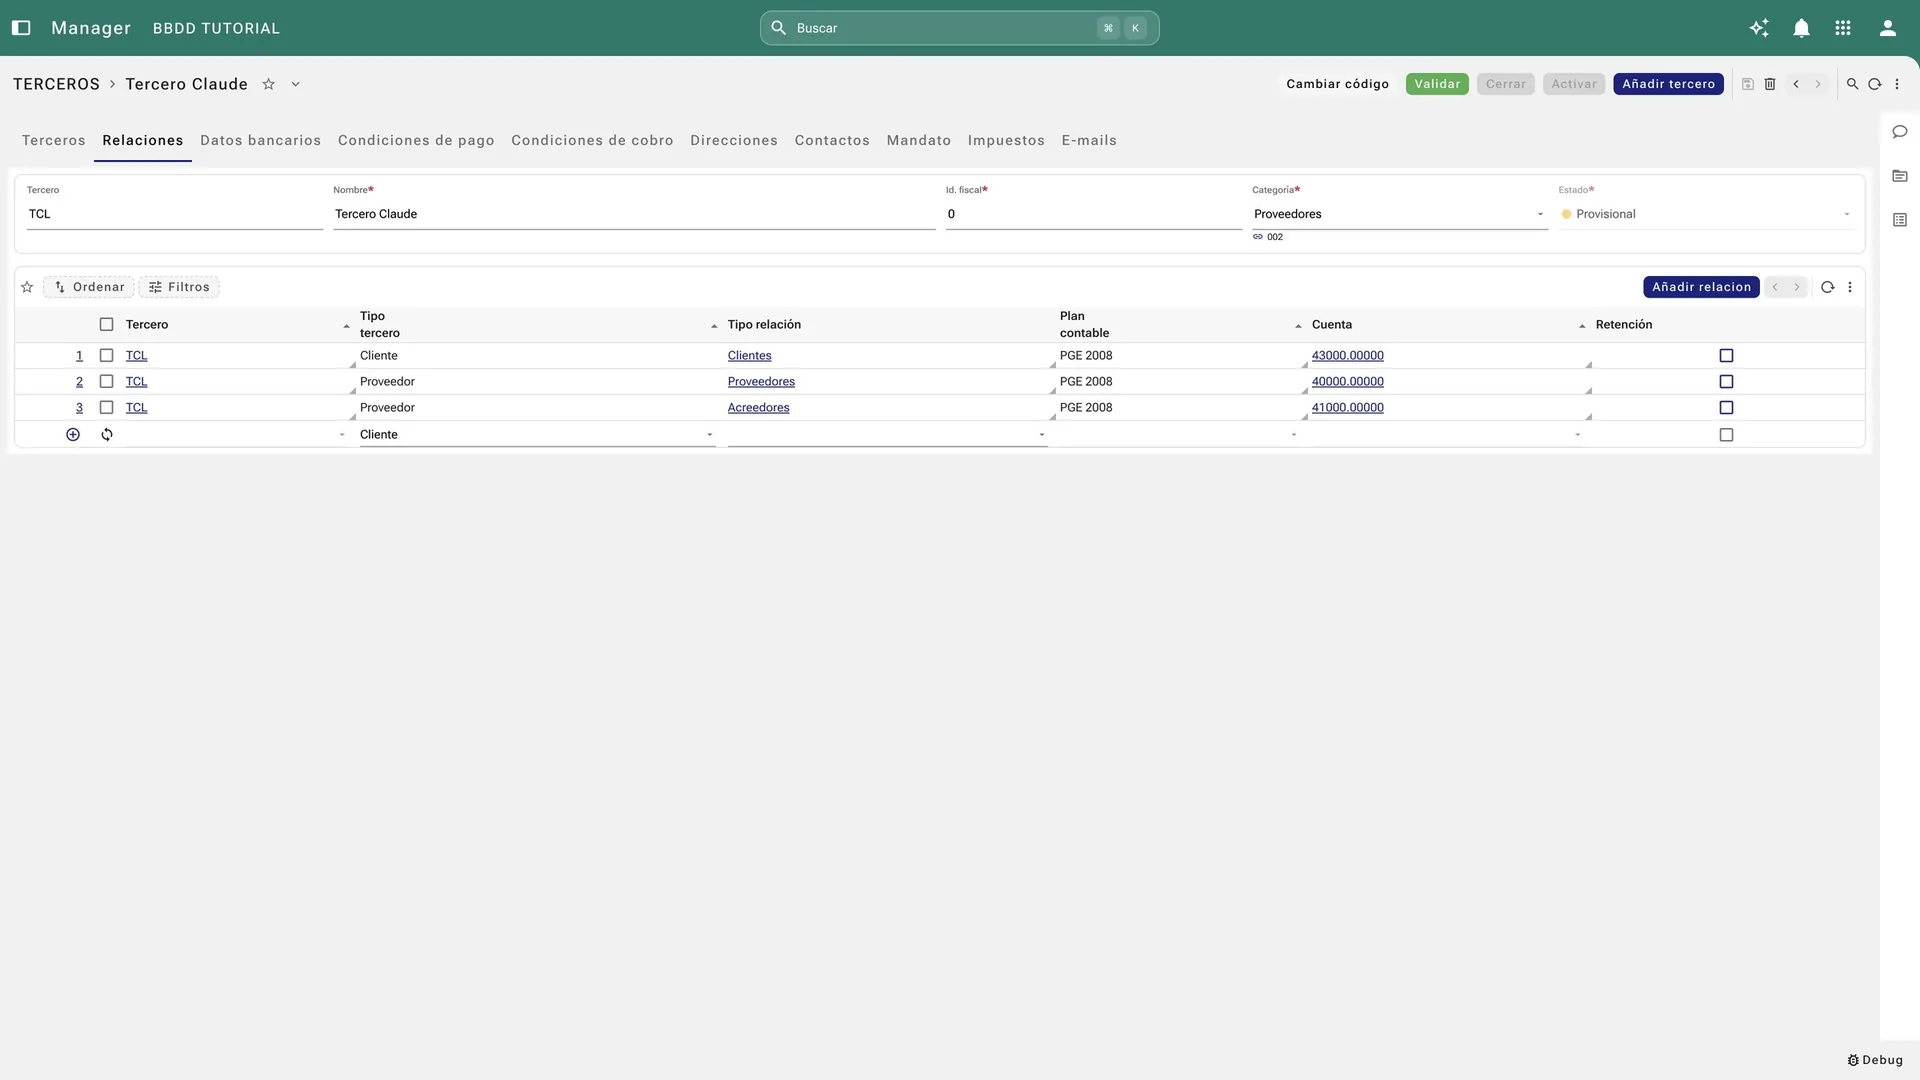 Manager BBDD TUTORIAL Buscar ⌘ K
TERCEROS > Tercero Claude Cambiar código Validar Cerrar Activar Añadir tercero
Terceros Relaciones Datos bancarios Condiciones de pago Condiciones de cobro Direcciones Contactos Mandato Impuestos E-mails
Tercero Nombre* Id. fiscal* Categoría* Estado*
TCL Tercero Claude 0 Proveedores Provisional
002
Ordenar Filtros Añadir relacion
Tercero Tipo tercero Tipo relación Plan contable Cuenta Retención
1 TCL Cliente Clientes PGE 2008 43000.00000
2 TCL Proveedor Proveedores PGE 2008 40000.00000
3 TCL Proveedor Acreedores PGE 2008 41000.00000
Cliente
Debug